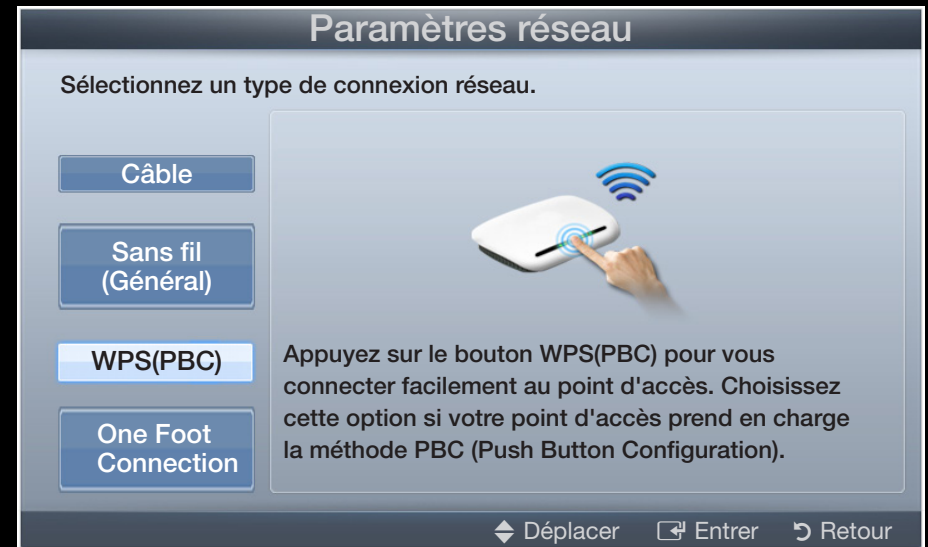 Paramètres réseau
Sélectionnez un type de connexion réseau.
Câble
Sans fil
(Général)
WPS(PBC)
One Foot
Connection
Appuyez sur le bouton WPS(PBC) pour vous
connecter facilement au point d'accès. Choisissez
cette option si votre point d'accès prend en charge
la méthode PBC (Push Button Configuration).
Déplacer Entrer Retour